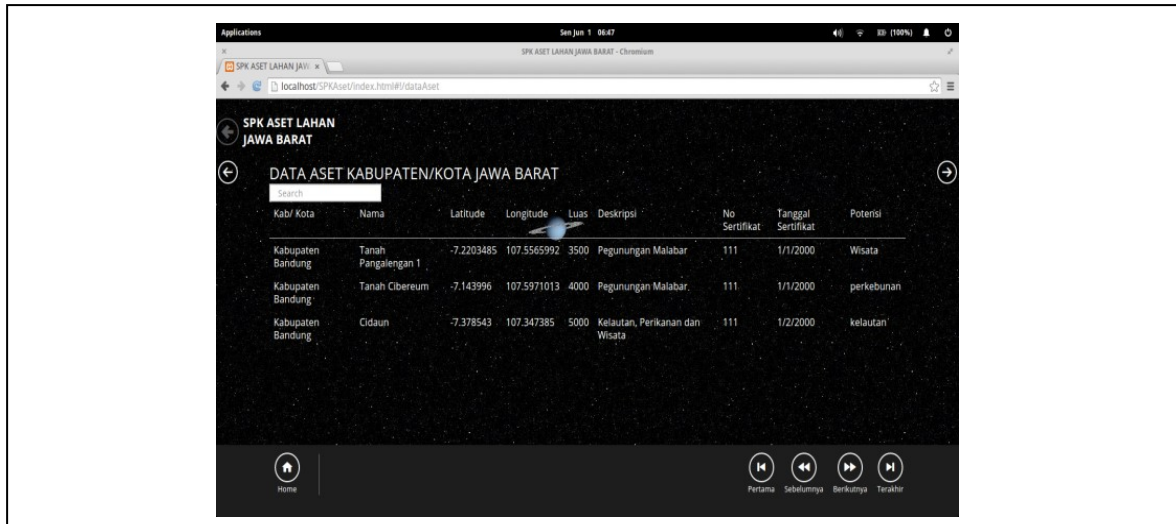 Applications
Sen Jun 1 06:47
(100%)
SPK ASET LAHAN JAWA BARAT - Chromium
SPK ASET LAHAN JAW
localhost/SPKAset/index.html#!/dataAset
SPK ASET LAHAN
JAWA BARAT
DATA ASET KABUPATEN/KOTA JAWA BARAT
Search
Kab/ Kota Nama Latitude Longitude Luas Deskripsi No Tanggal Potensi
Sertifikat Sertifikat
Kabupaten Tanah -7.2203485 107.5565992 3500 Pegunungan Malabar 111 1/1/2000 Wisata
Bandung Pangalengan 1
Kabupaten Tanah Cibereum -7.143996 107.5971013 4000 Pegunungan Malabar 111 1/1/2000 perkebunan
Bandung
Kabupaten Cidaun -7.378543 107.347385 5000 Kelautan, Perikanan dan 111 1/2/2000 kelautan
Bandung Wisata
Home
Pertama Sebelumnya Berikutnya Terakhir